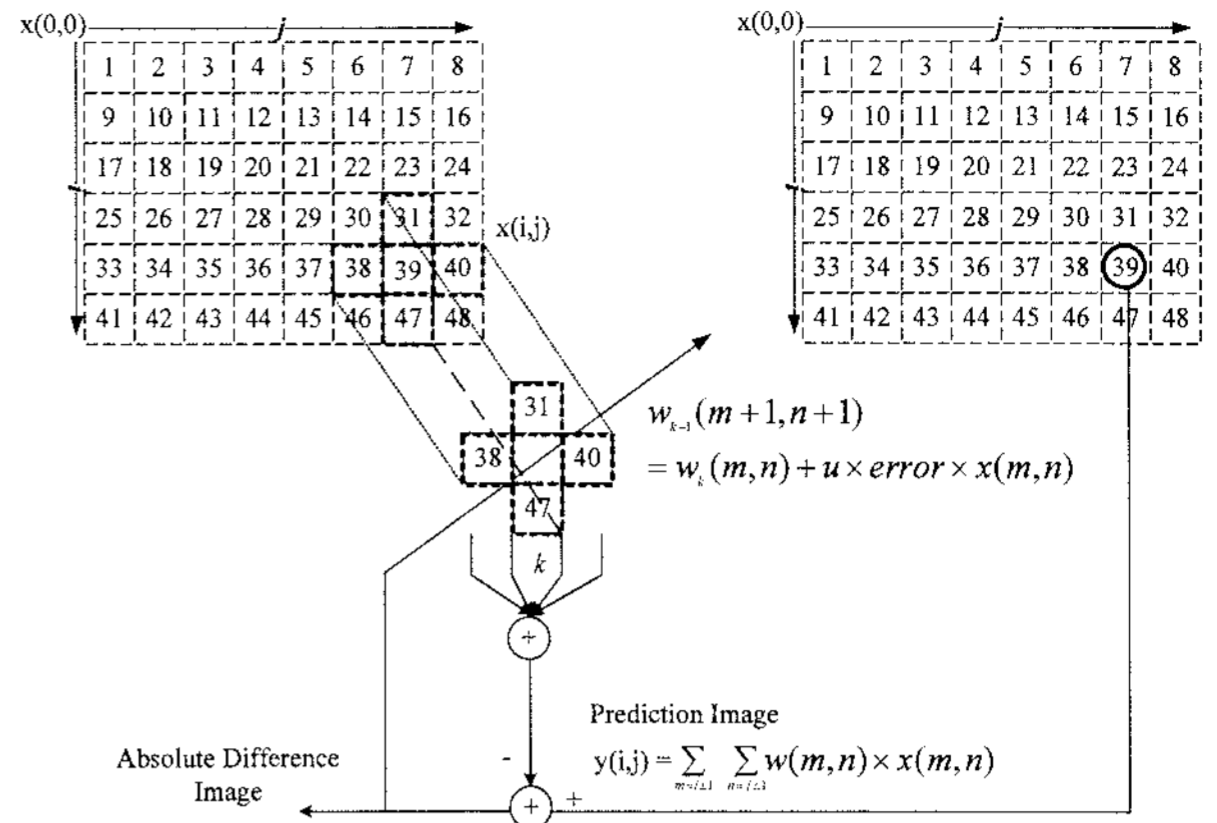 x(0,0) j
1 2 3 4 5 6 7 8
9 10 11 12 13 14 15 16
17 18 19 20 21 22 23 24
i
25 26 27 28 29 30 31 32
x(i,j)
33 34 35 36 37 38 39 40
41 42 43 44 45 46 47 48
x(0,0) j
1 2 3 4 5 6 7 8
9 10 11 12 13 14 15 16
17 18 19 20 21 22 23 24
i
25 26 27 28 29 30 31 32
33 34 35 36 37 38 39 40
41 42 43 44 45 46 47 48
31
38 40
47
k
w_{k-1}(m+1,n+1)
= w_k(m,n) + u × error × x(m,n)
+
Prediction Image
y(i,j) = ∑_{m=i±1} ∑_{n=j±1} w(m,n) × x(m,n)
Absolute Difference
Image
-
+ +